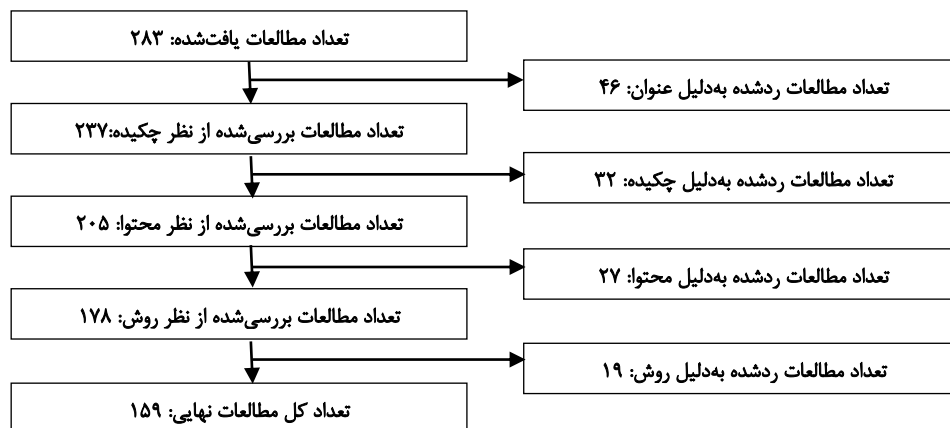 تعداد مطالعات یافت‌شده: ۲۸۳
تعداد مطالعات ردشده به‌دلیل عنوان: ۴۶
تعداد مطالعات بررسی‌شده از نظر چکیده:۲۳۷
تعداد مطالعات ردشده به‌دلیل چکیده: ۳۲
تعداد مطالعات بررسی‌شده از نظر محتوا: ۲۰۵
تعداد مطالعات ردشده به‌دلیل محتوا: ۲۷
تعداد مطالعات بررسی‌شده از نظر روش: ۱۷۸
تعداد مطالعات ردشده به‌دلیل روش: ۱۹
تعداد کل مطالعات نهایی: ۱۵۹